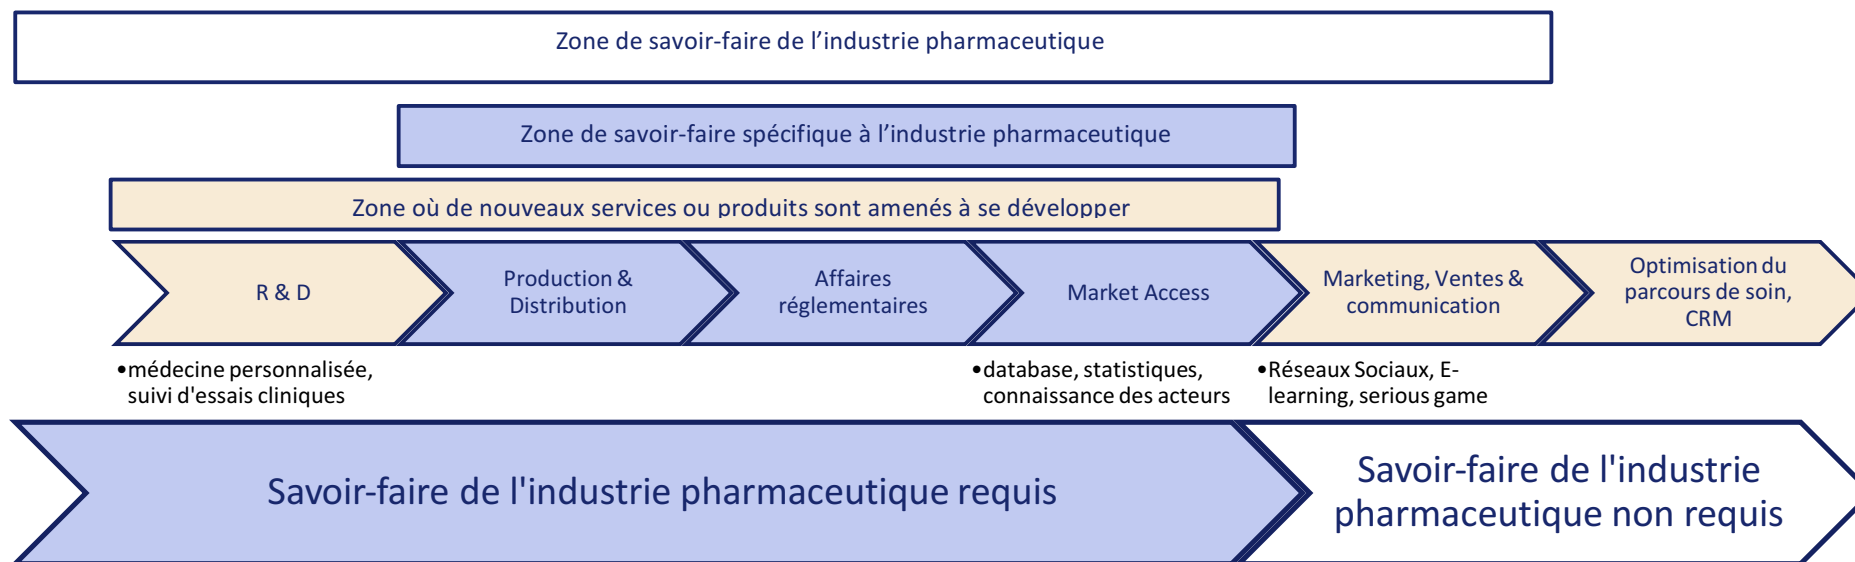 Zone de savoir-faire de l’industrie pharmaceutique
Zone de savoir-faire spécifique à l’industrie pharmaceutique
Zone où de nouveaux services ou produits sont amenés à se développer
R & D
Production &
Distribution
Affaires
réglementaires
Market Access
Marketing, Ventes &
communication
Optimisation du
parcours de soin,
CRM
•médecine personnalisée,
suivi d'essais cliniques
•database, statistiques,
connaissance des acteurs
•Réseaux Sociaux, E-
learning, serious game
Savoir-faire de l'industrie pharmaceutique requis
Savoir-faire de l'industrie
pharmaceutique non requis